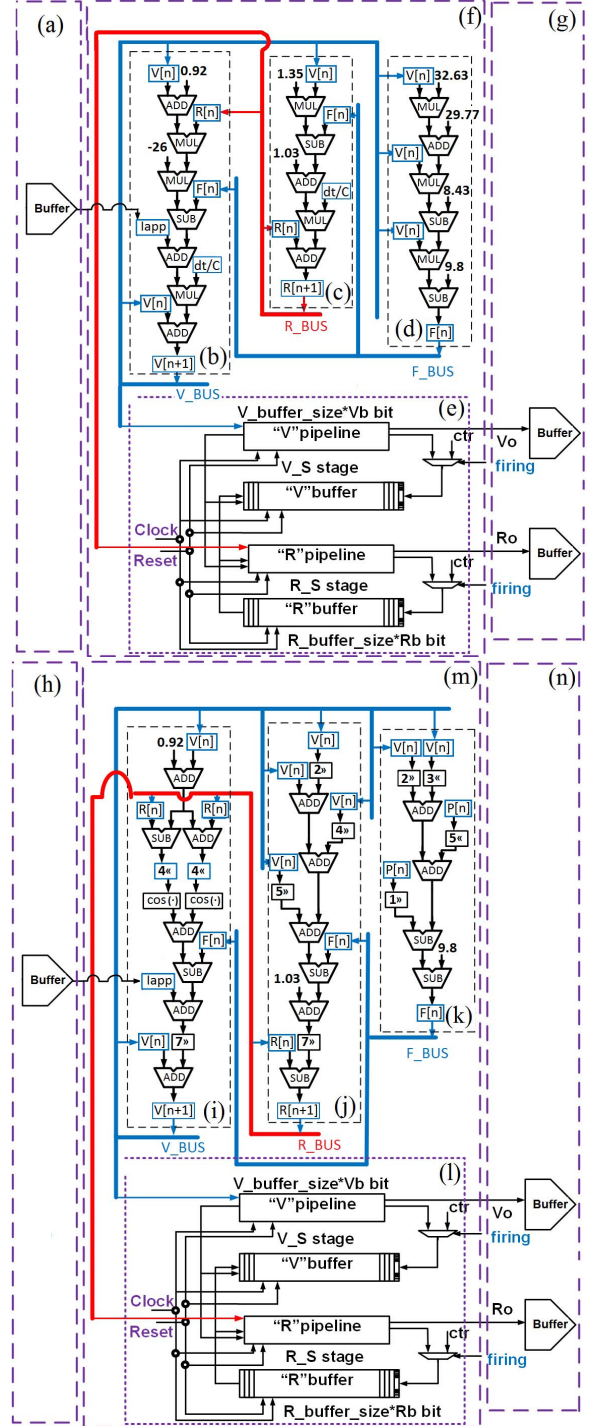 (a)
(f)
(g)
V[n] 0.92
ADD
R[n]
MUL
-26
MUL
F[n]
SUB
Iapp
ADD
dt/C
MUL
V[n]
ADD
V[n+1]
(b)
V_BUS
1.35 V[n]
MUL
F[n]
SUB
1.03
ADD
dt/C
MUL
R[n]
ADD
R[n+1]
(c)
R_BUS
V[n] 32.63
MUL
29.77
ADD
V[n]
MUL
8.43
SUB
V[n]
MUL
9.8
SUB
F[n]
(d)
F_BUS
Buffer
(e)
V_buffer_size*Vb bit
“V”pipeline
ctr
Vo
Buffer
firing
V_S stage
“V”buffer
Clock
Reset
“R”pipeline
Ro
Buffer
ctr
firing
R_S stage
“R”buffer
R_buffer_size*Rb bit
(h)
(m)
(n)
0.92 V[n]
ADD
R[n] R[n]
SUB ADD
4« 4«
cos(·) cos(·)
ADD
F[n]
SUB
Iapp
ADD
V[n] 7»
ADD
V[n+1]
(i)
V_BUS
V[n]
V[n] 2»
ADD
V[n]
4»
ADD
V[n]
5»
ADD
F[n]
SUB
1.03
ADD
R[n] 7»
SUB
R[n+1]
(j)
R_BUS
V[n] V[n]
2» 3«
ADD
P[n]
5«
ADD
P[n]
1»
SUB
9.8
SUB
F[n]
(k)
F_BUS
Buffer
(l)
V_buffer_size*Vb bit
“V”pipeline
ctr
Vo
Buffer
firing
V_S stage
“V”buffer
Clock
Reset
“R”pipeline
Ro
Buffer
ctr
firing
R_S stage
“R”buffer
R_buffer_size*Rb bit